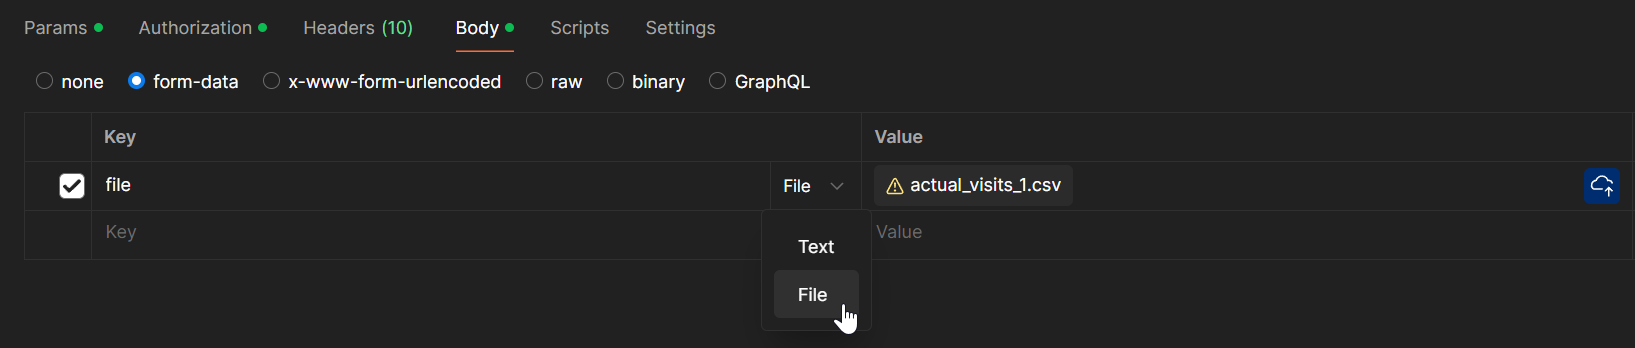 Params Authorization Headers (10) Body Scripts Settings
none form-data x-www-form-urlencoded raw binary GraphQL
Key Value
file File actual_visits_1.csv
Key Value
Text
File